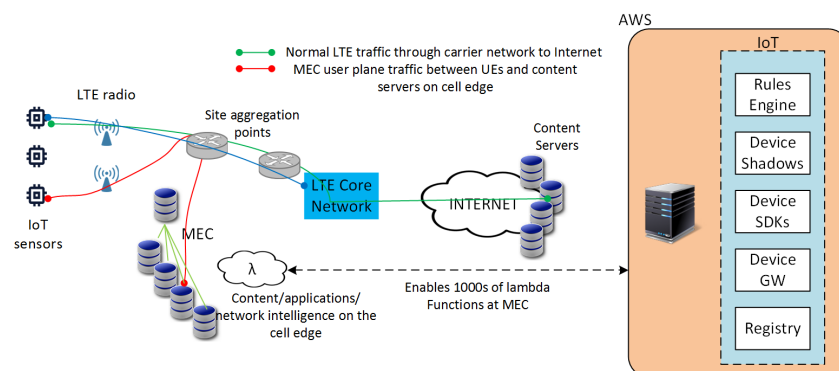 AWS
Normal LTE traffic through carrier network to Internet
MEC user plane traffic between UEs and content
servers on cell edge
LTE radio
Site aggregation
points
IoT
sensors
MEC
LTE Core
Network
INTERNET
Content
Servers
λ
Content/applications/
network intelligence on the
cell edge
Enables 1000s of lambda
Functions at MEC
IoT
Rules
Engine
Device
Shadows
Device
SDKs
Device
GW
Registry